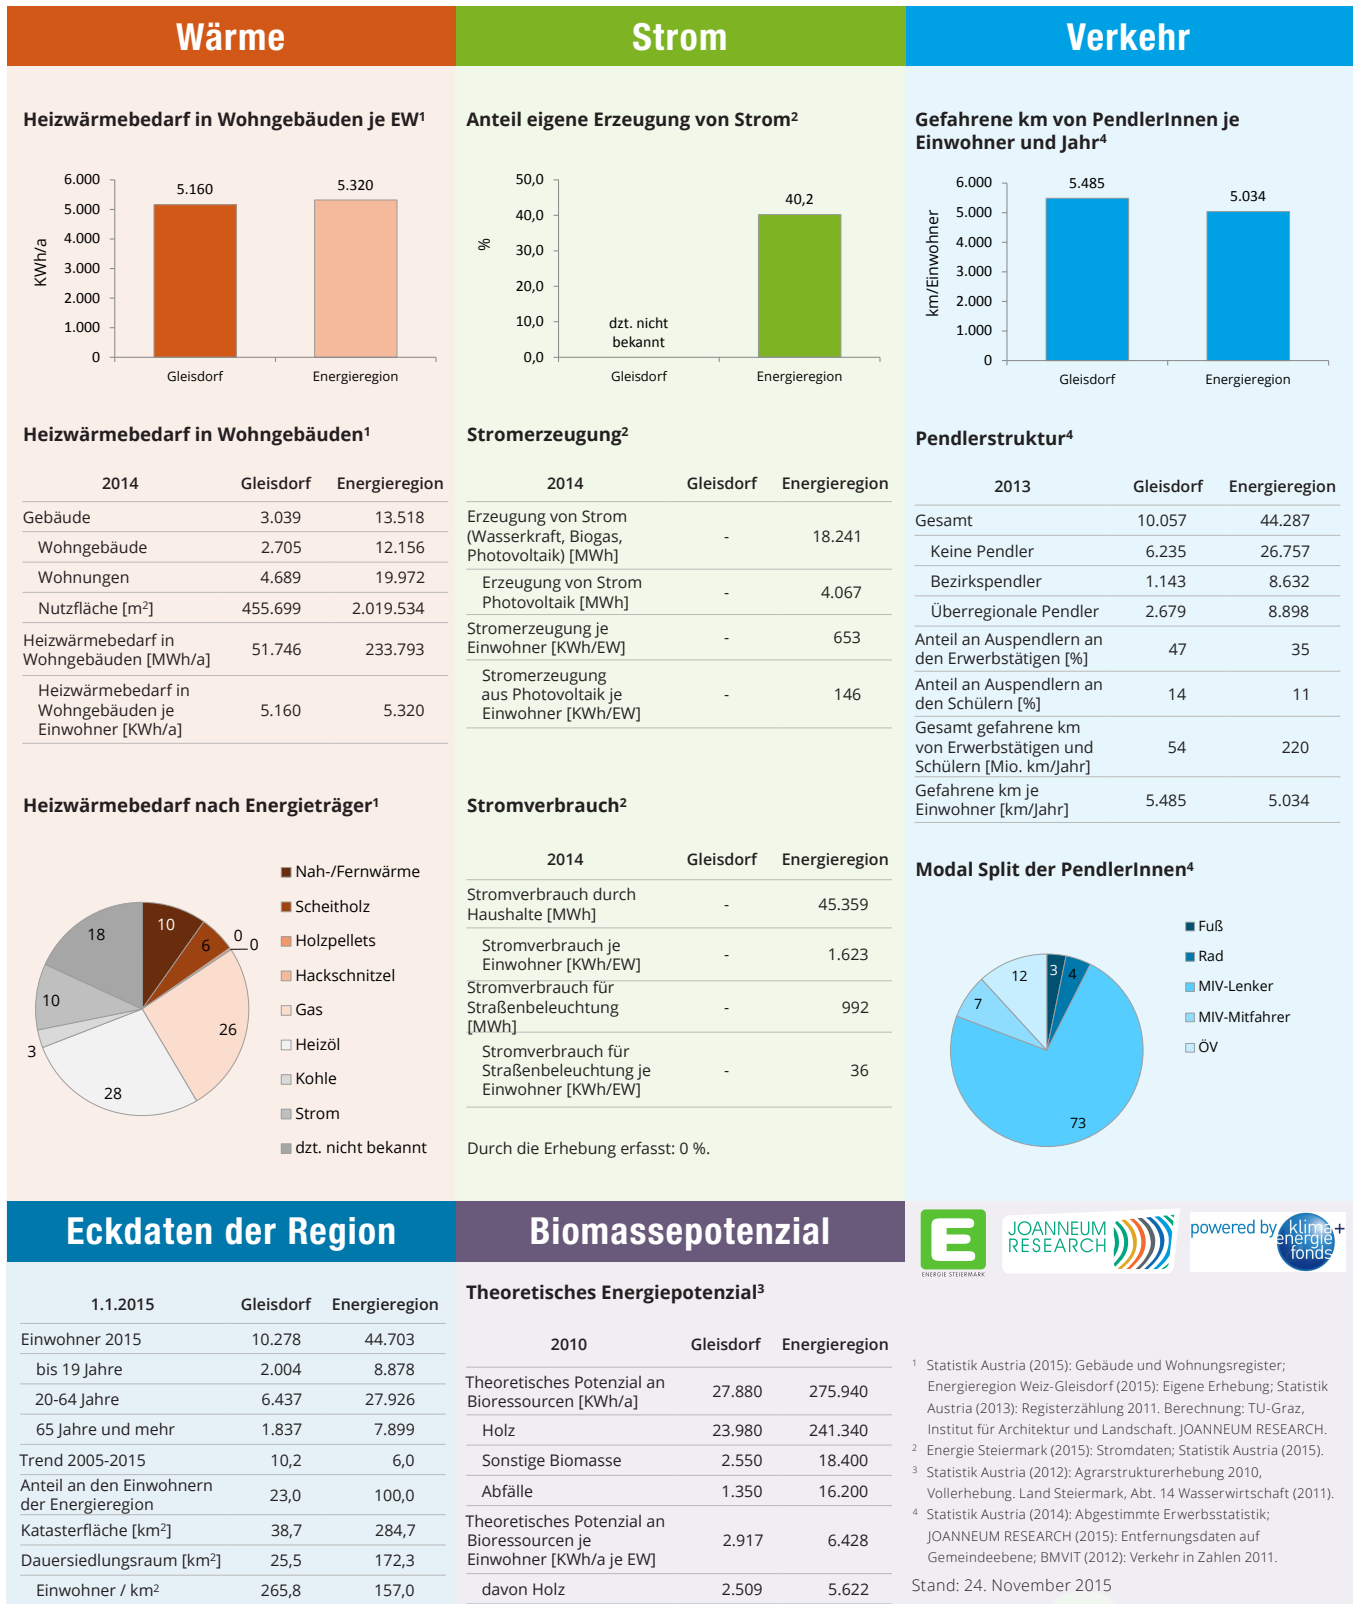 Wärme
Heizwärmebedarf in Wohngebäuden je EW¹
KWh/a
6.000
5.000
4.000
3.000
2.000
1.000
0
5.160
5.320
Gleisdorf
Energieregion
Heizwärmebedarf in Wohngebäuden¹
2014 Gleisdorf Energieregion
Gebäude 3.039 13.518
Wohngebäude 2.705 12.156
Wohnungen 4.689 19.972
Nutzfläche [m²] 455.699 2.019.534
Heizwärmebedarf in
Wohngebäuden [MWh/a] 51.746 233.793
Heizwärmebedarf in
Wohngebäuden je 5.160 5.320
Einwohner [KWh/a]
Heizwärmebedarf nach Energieträger¹
10
6
0
0
26
28
3
10
18
Nah-/Fernwärme
Scheitholz
Holzpellets
Hackschnitzel
Gas
Heizöl
Kohle
Strom
dzt. nicht bekannt
Strom
Anteil eigene Erzeugung von Strom²
%
50,0
40,0
30,0
20,0
10,0
0,0
dzt. nicht
bekannt
40,2
Gleisdorf
Energieregion
Stromerzeugung²
2014 Gleisdorf Energieregion
Erzeugung von Strom
(Wasserkraft, Biogas, - 18.241
Photovoltaik) [MWh]
Erzeugung von Strom
Photovoltaik [MWh] - 4.067
Stromerzeugung je
Einwohner [KWh/EW] - 653
Stromerzeugung
aus Photovoltaik je - 146
Einwohner [KWh/EW]
Stromverbrauch²
2014 Gleisdorf Energieregion
Stromverbrauch durch
Haushalte [MWh] - 45.359
Stromverbrauch je
Einwohner [KWh/EW] - 1.623
Stromverbrauch für
Straßenbeleuchtung - 992
[MWh]
Stromverbrauch für
Straßenbeleuchtung je - 36
Einwohner [KWh/EW]
Durch die Erhebung erfasst: 0 %.
Verkehr
Gefahrene km von PendlerInnen je
Einwohner und Jahr⁴
km/Einwohner
6.000
5.000
4.000
3.000
2.000
1.000
0
5.485
5.034
Gleisdorf
Energieregion
Pendlerstruktur⁴
2013 Gleisdorf Energieregion
Gesamt 10.057 44.287
Keine Pendler 6.235 26.757
Bezirkspendler 1.143 8.632
Überregionale Pendler 2.679 8.898
Anteil an Auspendlern an
den Erwerbstätigen [%] 47 35
Anteil an Auspendlern an
den Schülern [%] 14 11
Gesamt gefahrene km
von Erwerbstätigen und 54 220
Schülern [Mio. km/Jahr]
Gefahrene km je
Einwohner [km/Jahr] 5.485 5.034
Modal Split der PendlerInnen⁴
3
4
73
7
12
Fuß
Rad
MIV-Lenker
MIV-Mitfahrer
ÖV
Eckdaten der Region
1.1.2015 Gleisdorf Energieregion
Einwohner 2015 10.278 44.703
bis 19 Jahre 2.004 8.878
20-64 Jahre 6.437 27.926
65 Jahre und mehr 1.837 7.899
Trend 2005-2015 10,2 6,0
Anteil an den Einwohnern
der Energieregion 23,0 100,0
Katasterfläche [km²] 38,7 284,7
Dauersiedlungsraum [km²] 25,5 172,3
Einwohner / km² 265,8 157,0
Biomassepotenzial
Theoretisches Energiepotenzial³
2010 Gleisdorf Energieregion
Theoretisches Potenzial an
Bioressourcen [KWh/a] 27.880 275.940
Holz 23.980 241.340
Sonstige Biomasse 2.550 18.400
Abfälle 1.350 16.200
Theoretisches Potenzial an
Bioressourcen je 2.917 6.428
Einwohner [KWh/a je EW]
davon Holz 2.509 5.622
E
ENERGIE STEIERMARK
JOANNEUM
RESEARCH
powered by klima+
energie
fonds
¹ Statistik Austria (2015): Gebäude und Wohnungsregister;
Energieregion Weiz-Gleisdorf (2015): Eigene Erhebung; Statistik
Austria (2013): Registerzählung 2011. Berechnung: TU-Graz,
Institut für Architektur und Landschaft. JOANNEUM RESEARCH.
² Energie Steiermark (2015): Stromdaten; Statistik Austria (2015).
³ Statistik Austria (2012): Agrarstrukturerhebung 2010,
Vollerhebung. Land Steiermark, Abt. 14 Wasserwirtschaft (2011).
⁴ Statistik Austria (2014): Abgestimmte Erwerbsstatistik;
JOANNEUM RESEARCH (2015): Entfernungsdaten auf
Gemeindeebene; BMVIT (2012): Verkehr in Zahlen 2011.
Stand: 24. November 2015